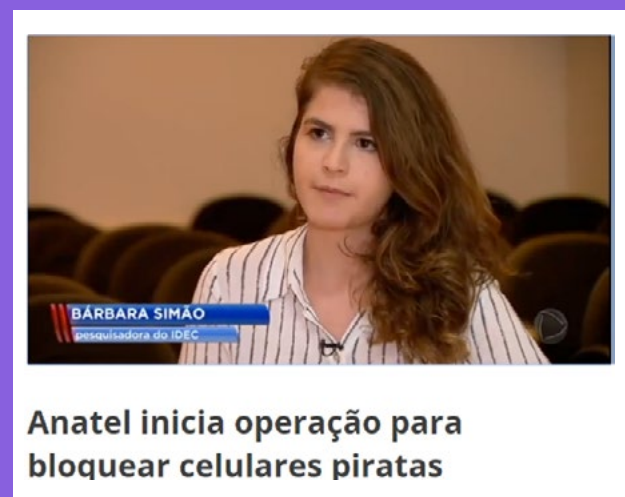 BÁRBARA SIMÃO
pesquisadora do IDEC
Anatel inicia operação para
bloquear celulares piratas